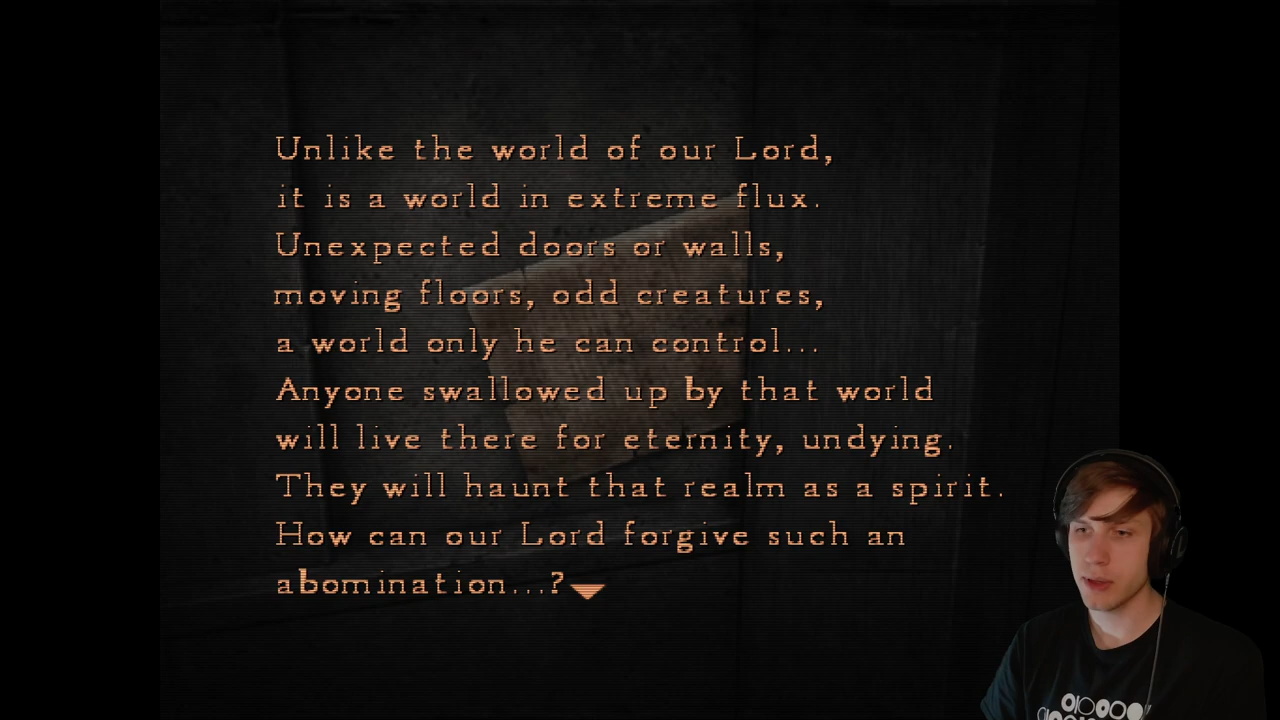 Unlike the world of our Lord,
it is a world in extreme flux.
Unexpected doors or walls,
moving floors, odd creatures,
a world only he can control...
Anyone swallowed up by that world
will live there for eternity, undying.
They will haunt that realm as a spirit.
How can our Lord forgive such an
abomination...?